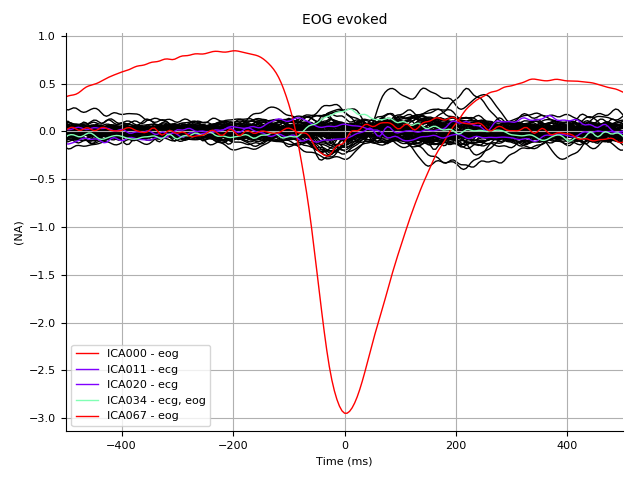 EOG evoked
1.0
0.5
0.0
−0.5
−1.0
−1.5
−2.0
−2.5
−3.0
(NA)
ICA000 - eog
ICA011 - ecg
ICA020 - ecg
ICA034 - ecg, eog
ICA067 - eog
−400
−200
0
200
400
Time (ms)